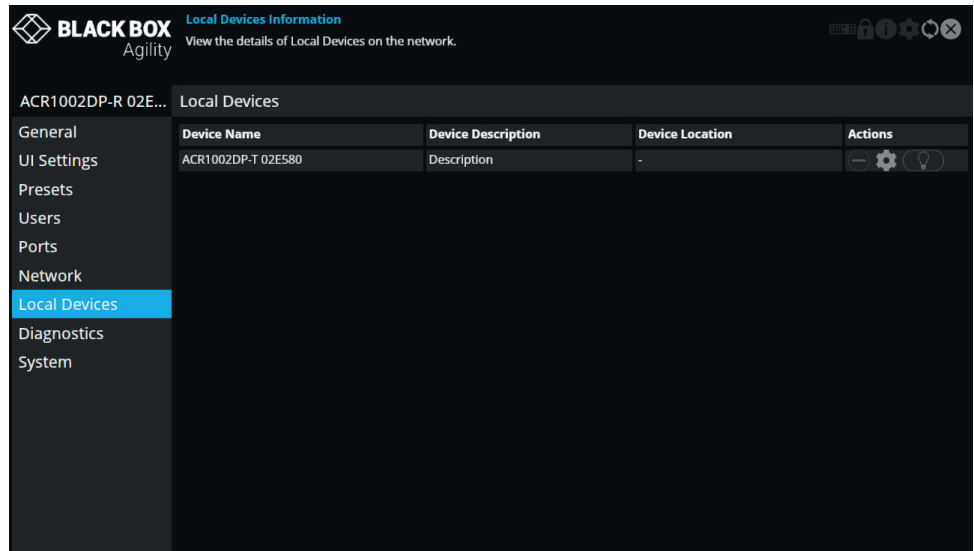 BLACK BOX
Agility
Local Devices Information
View the details of Local Devices on the network.
ACR1002DP-R 02E...
Local Devices
General
UI Settings
Presets
Users
Ports
Network
Local Devices
Diagnostics
System
Device Name Device Description Device Location Actions
ACR1002DP-T 02E580 Description -